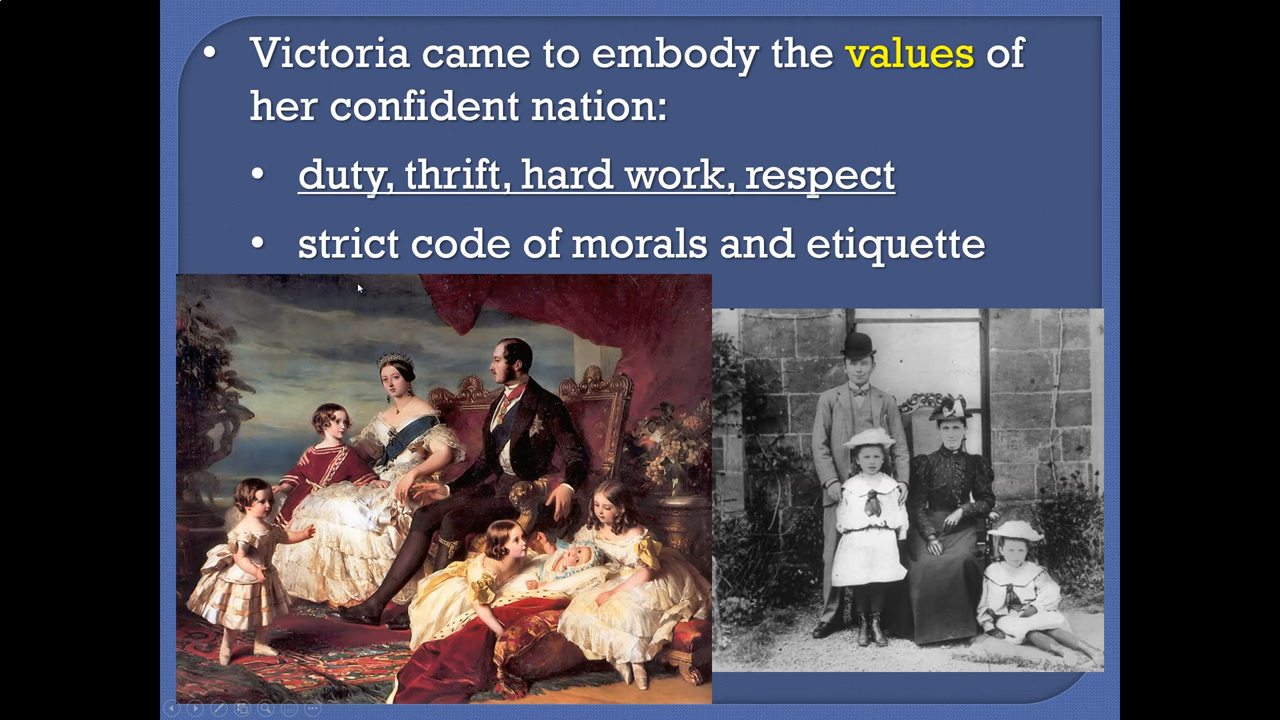 • Victoria came to embody the values of
her confident nation:
• duty, thrift, hard work, respect
• strict code of morals and etiquette